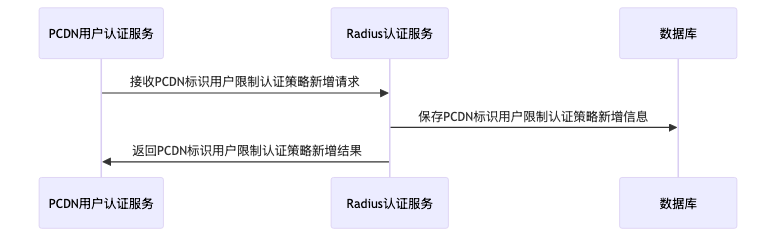 PCDN用户认证服务
Radius认证服务
数据库
接收PCDN标识用户限制认证策略新增请求
保存PCDN标识用户限制认证策略新增信息
返回PCDN标识用户限制认证策略新增结果
PCDN用户认证服务
Radius认证服务
数据库